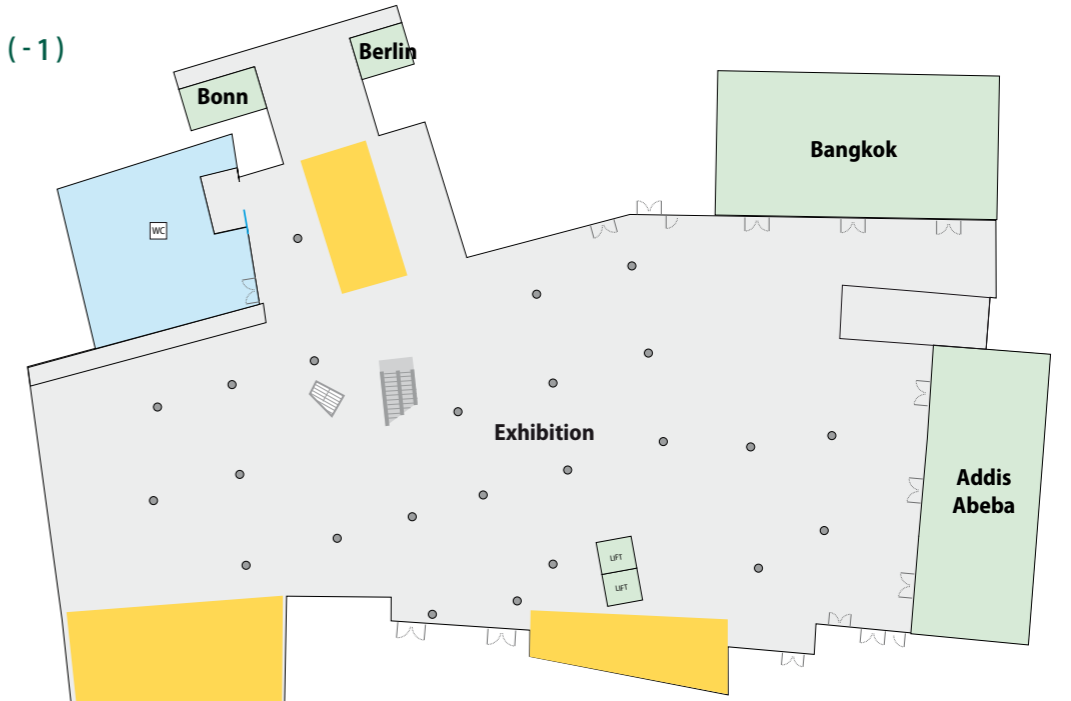 ( - 1 )
Berlin
Bonn
Bangkok
WC
Exhibition
Addis
Abeba
LIFT
LIFT